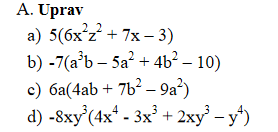 A. Uprav
a) 5(6x²z² + 7x – 3)
b) -7(a³b – 5a² + 4b² – 10)
c) 6a(4ab + 7b² – 9a²)
d) -8xy³(4x⁴ - 3x³ + 2xy³ – y⁴)